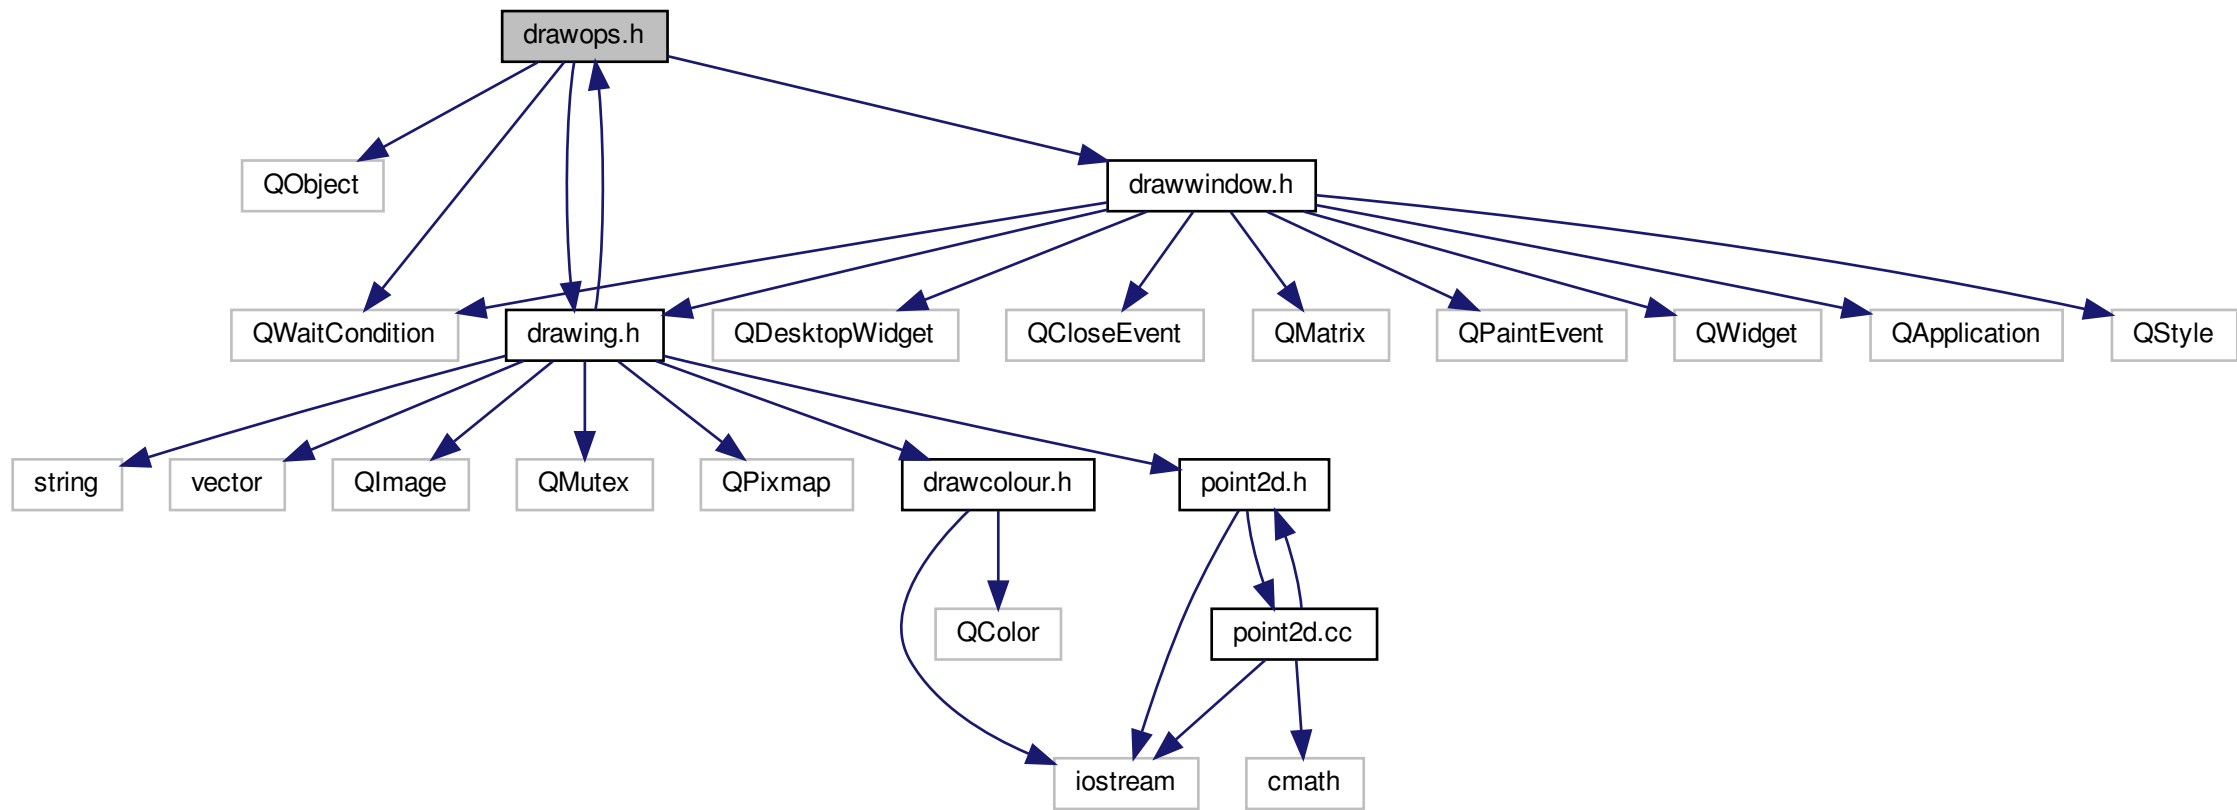 drawops.h
QObject
drawwindow.h
QWaitCondition
drawing.h
QDesktopWidget
QCloseEvent
QMatrix
QPaintEvent
QWidget
QApplication
QStyle
string
vector
QImage
QMutex
QPixmap
drawcolour.h
point2d.h
QColor
point2d.cc
iostream
cmath